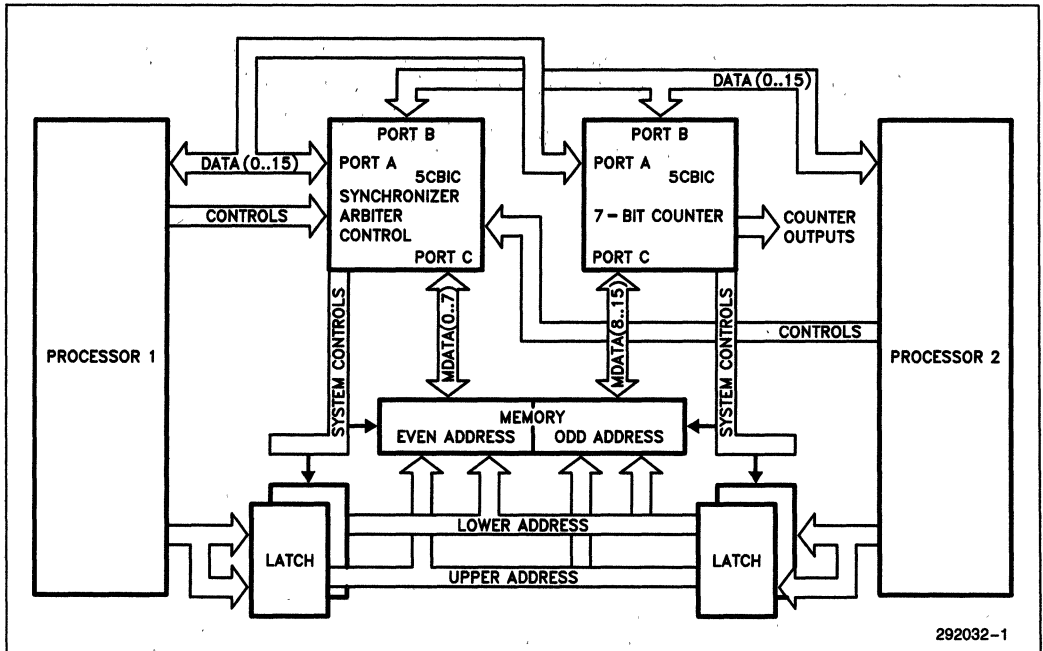 DATA (0..15)
PORT B
PORT B
PORT A
PORT A
DATA (0..15)
5CBIC
5CBIC
SYNCHRONIZER
ARBITER
CONTROL
CONTROLS
7-BIT COUNTER
COUNTER
OUTPUTS
PORT C
PORT C
SYSTEM CONTROLS
MDATA(0..7)
MDATA(8..15)
SYSTEM CONTROLS
CONTROLS
PROCESSOR 1
PROCESSOR 2
MEMORY
EVEN ADDRESS
ODD ADDRESS
LOWER ADDRESS
LATCH
LATCH
UPPER ADDRESS
292032-1